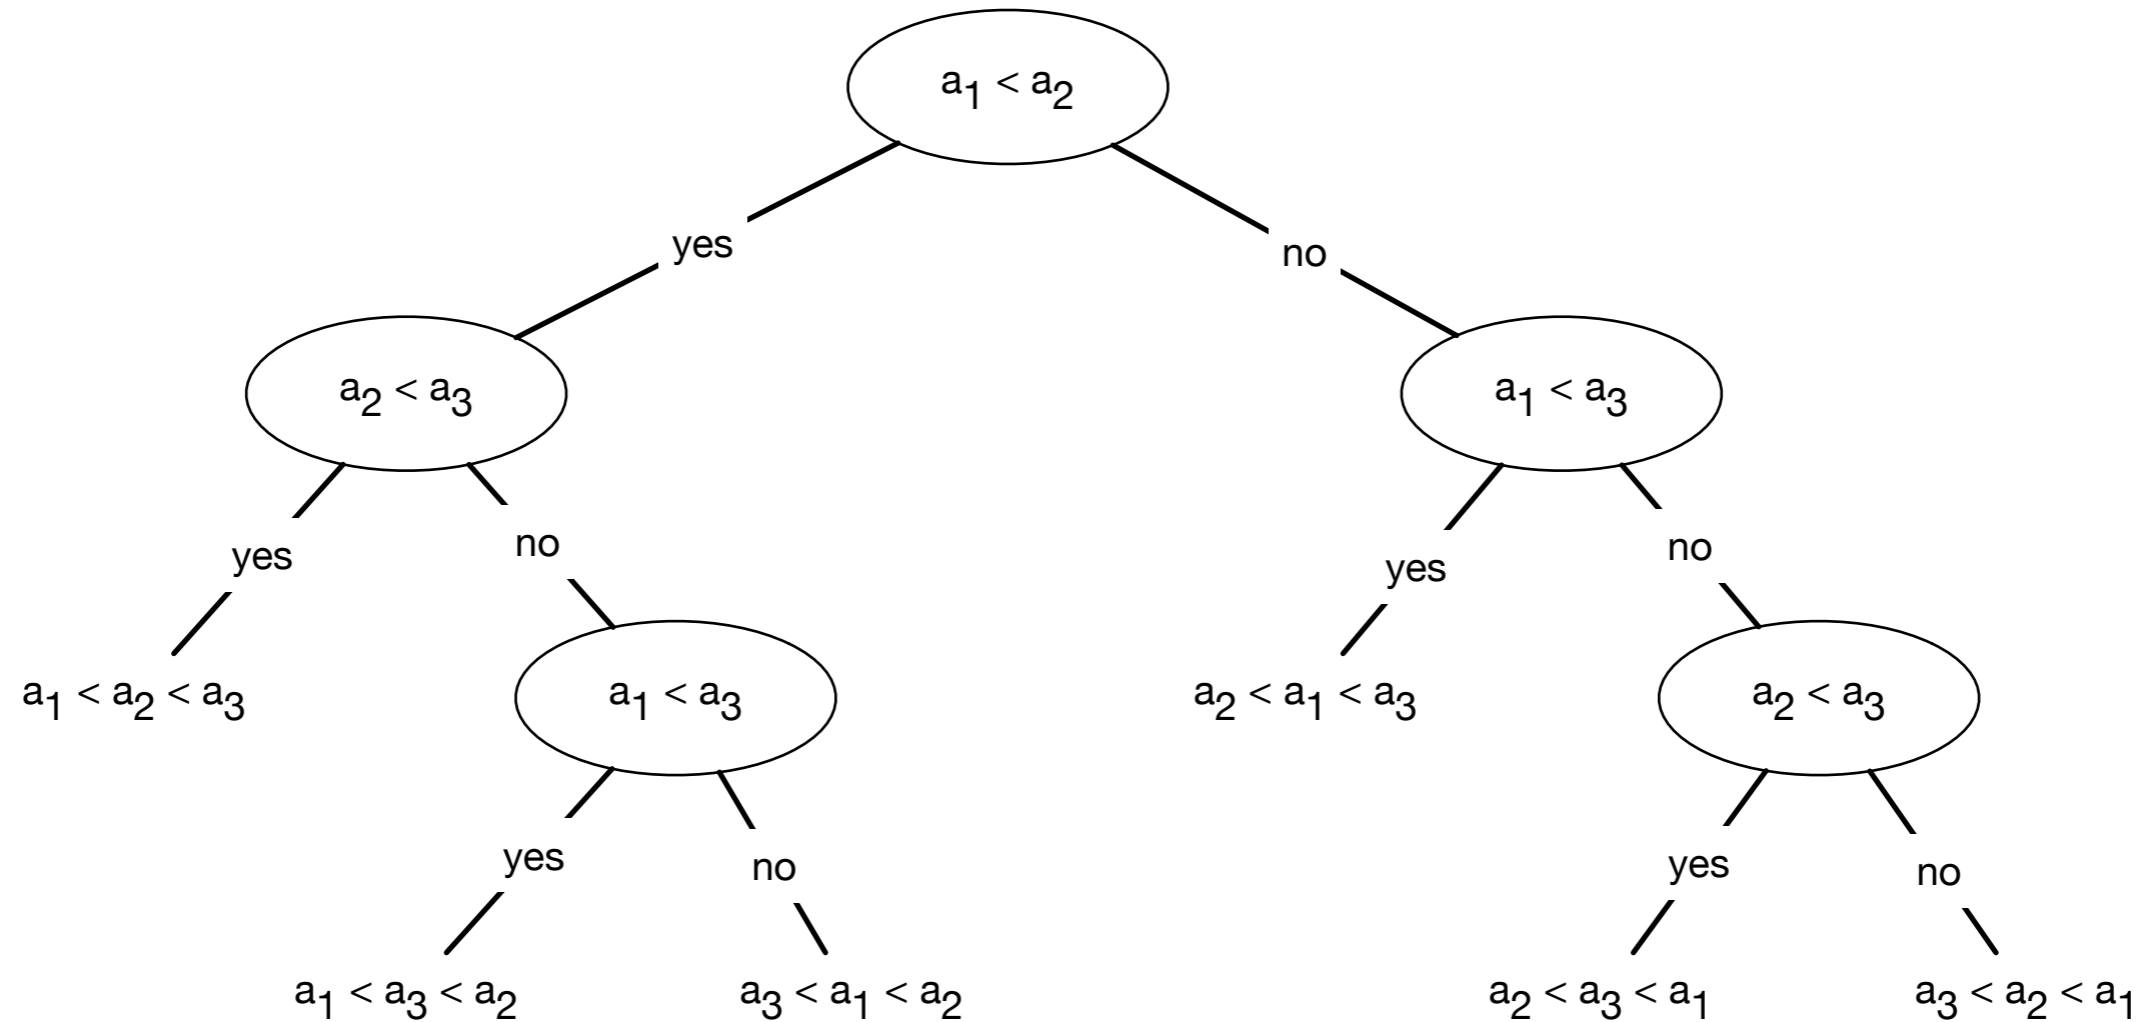 a₁ < a₂
yes
no
a₂ < a₃
a₁ < a₃
yes
no
yes
no
a₁ < a₂ < a₃
a₁ < a₃
a₂ < a₁ < a₃
a₂ < a₃
yes
no
yes
no
a₁ < a₃ < a₂
a₃ < a₁ < a₂
a₂ < a₃ < a₁
a₃ < a₂ < a₁